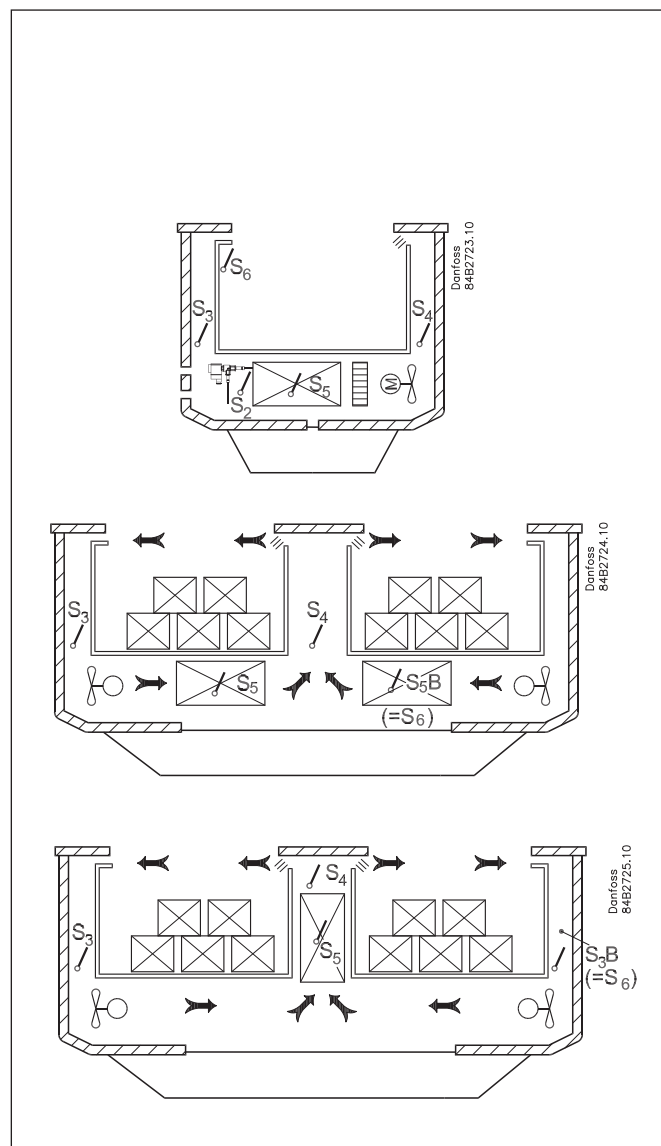 Danfoss
84B2723.10
S6
S3
S4
S2
S5
M
Danfoss
84B2724.10
S3
S4
S5
S5B
(=S6)
Danfoss
84B2725.10
S4
S3
S5
S3B
(=S6)